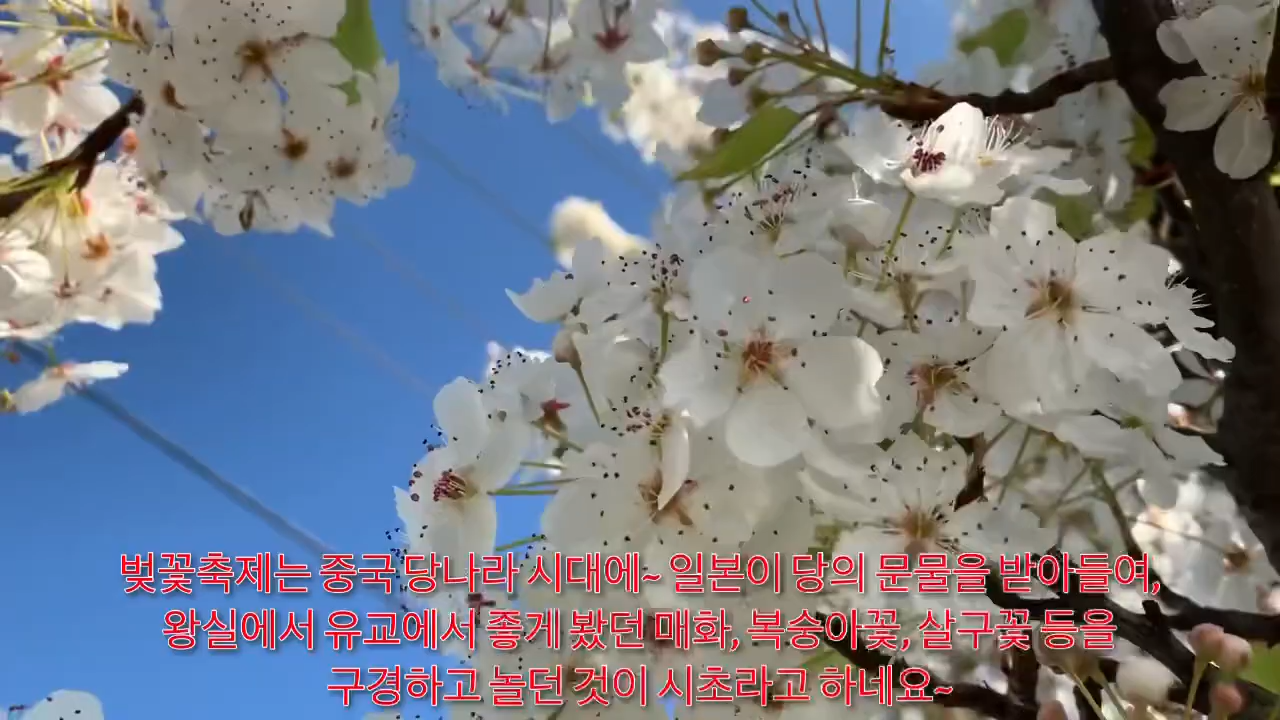 벚꽃축제는 중국 당나라 시대에~ 일본이 당의 문물을 받아들여,
왕실에서 유교에서 좋게 봤던 매화, 복숭아꽃, 살구꽃 등을
구경하고 놀던 것이 시초라고 하네요~